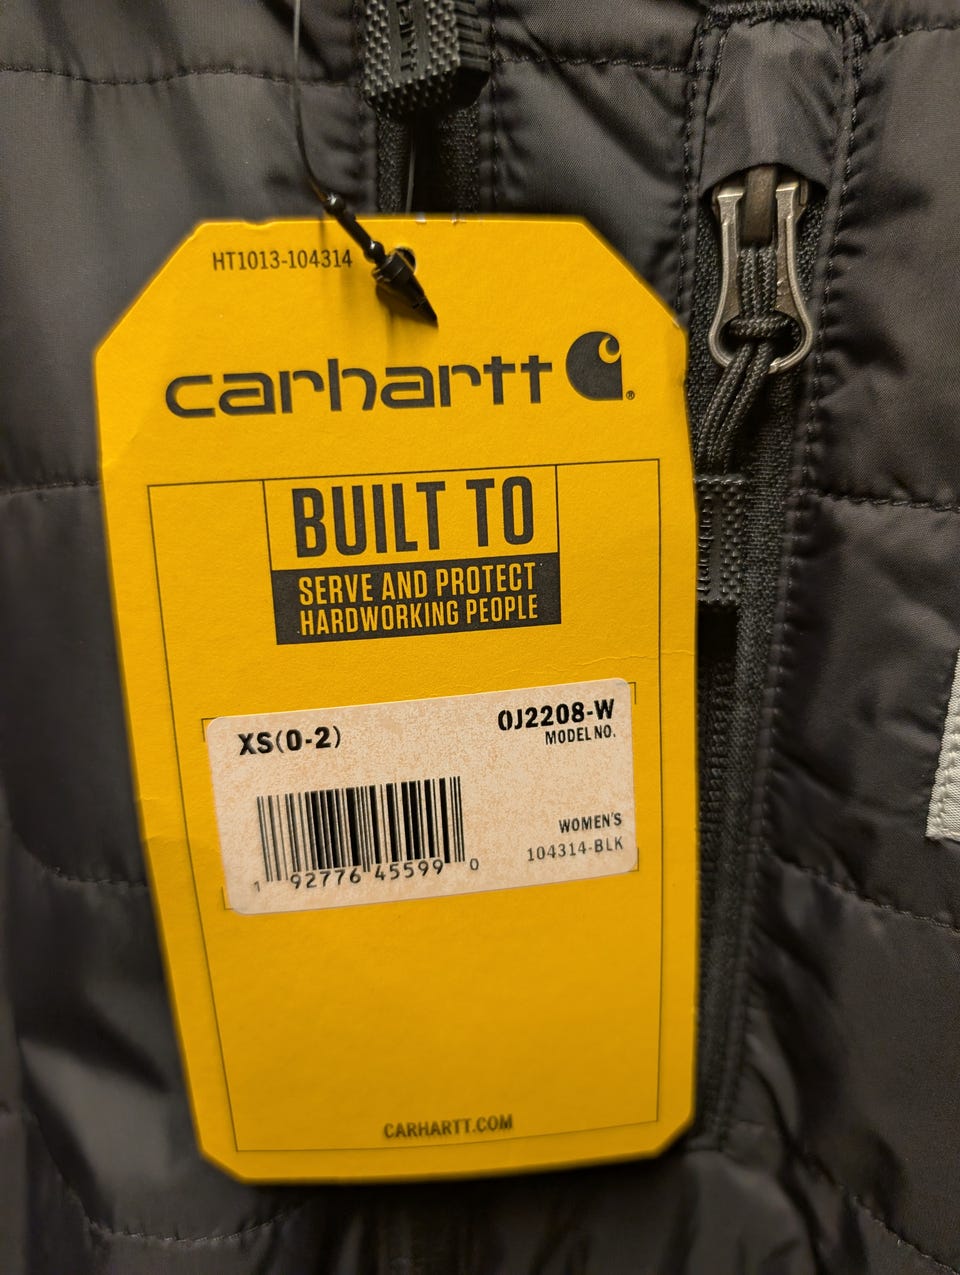 HT1013-104314
carhartt
®
BUILT TO
SERVE AND PROTECT
HARDWORKING PEOPLE
XS(0-2)
0J2208-W
MODEL NO.
WOMEN'S
104314-BLK
1 92776 45599 0
CARHARTT.COM
carhartt